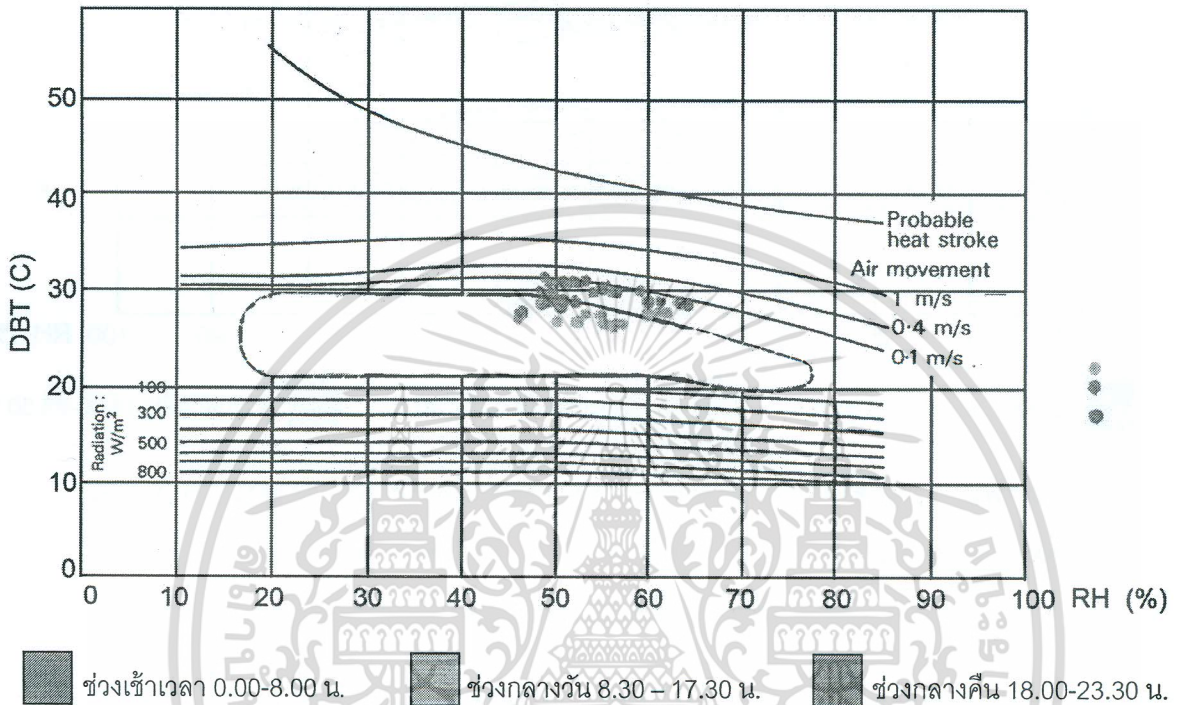 50
40
30
20
10
0
DBT (C)
Probable
heat stroke
Air movement
1 m/s
0·4 m/s
0·1 m/s
Radiation :
W/m²
100
300
500
800
0 10 20 30 40 50 60 70 80 90 100 RH (%)
ช่วงเช้าเวลา 0.00-8.00 น. ช่วงกลางวัน 8.30 – 17.30 น. ช่วงกลางคืน 18.00-23.30 น.